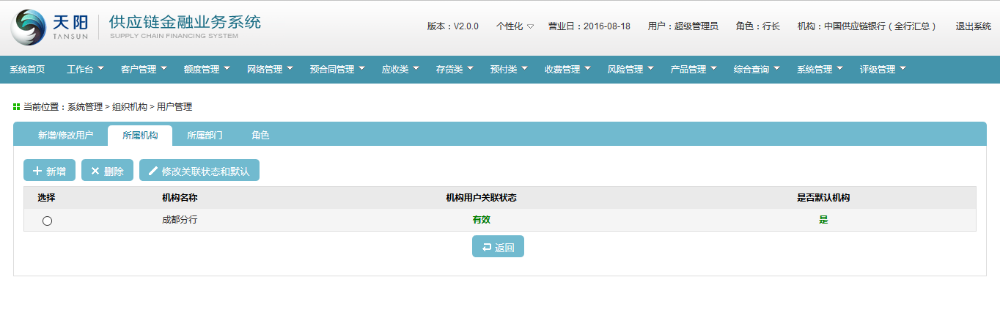 天阳
TANSUN
供应链金融业务系统
SUPPLY CHAIN FINANCING SYSTEM
版本：V2.0.0 个性化 营业日：2016-08-18 用户：超级管理员 角色：行长 机构：中国供应链银行（全行汇总） 退出系统
系统首页 工作台 客户管理 额度管理 网络管理 预合同管理 应收类 存货类 预付类 收费管理 风险管理 产品管理 综合查询 系统管理 评级管理
当前位置：系统管理 > 组织机构 > 用户管理
新增/修改用户 所属机构 所属部门 角色
新增 删除 修改关联状态和默认
选择 机构名称 机构用户关联状态 是否默认机构
成都分行 有效 是
返回